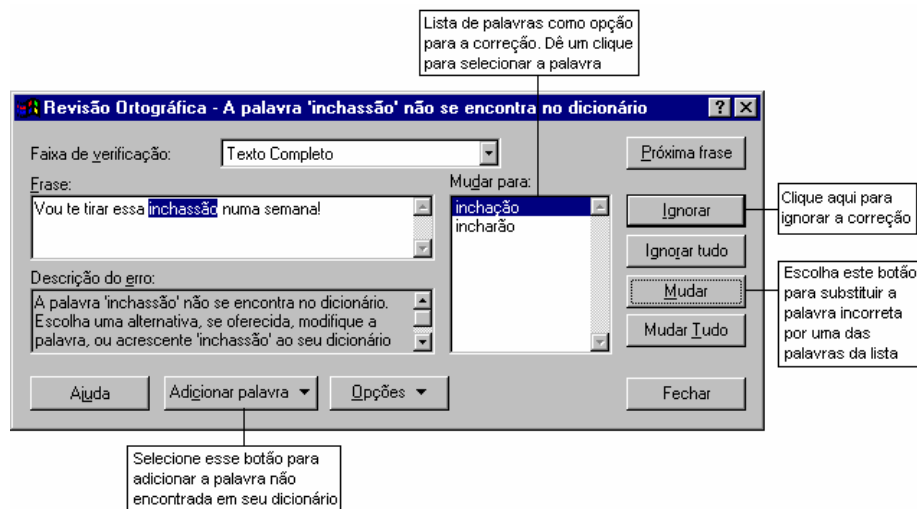 Lista de palavras como opção
para a correção. Dê um clique
para selecionar a palavra
Revisão Ortográfica - A palavra 'inchassão' não se encontra no dicionário
Faixa de verificação:
Texto Completo
Próxima frase
Frase:
Vou te tirar essa inchassão numa semana!
Mudar para:
inchação
incharão
Ignorar
Clique aqui para
ignorar a correção
Ignorar tudo
Descrição do erro:
A palavra 'inchassão' não se encontra no dicionário.
Escolha uma alternativa, se oferecida, modifique a
palavra, ou acrescente 'inchassão' ao seu dicionário
Mudar
Escolha este botão
para substituir a
palavra incorreta
por uma das
palavras da lista
Mudar Tudo
Ajuda
Adicionar palavra
Opções
Fechar
Selecione esse botão para
adicionar a palavra não
encontrada em seu dicionário